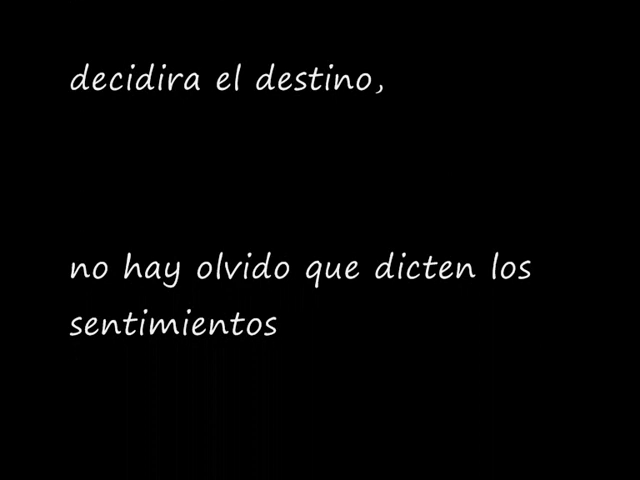 decidira el destino,
no hay olvido que dicten los
sentimientos